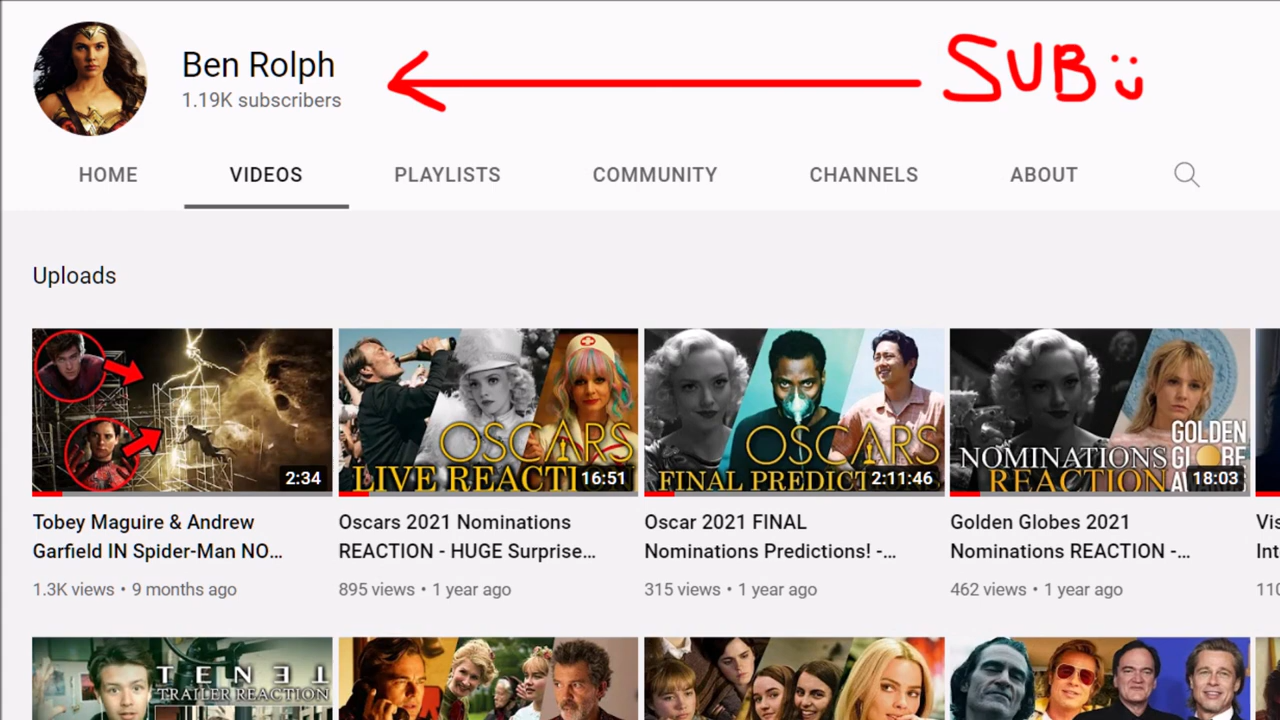 Ben Rolph
1.19K subscribers
SUB :)
HOME VIDEOS PLAYLISTS COMMUNITY CHANNELS ABOUT
Uploads
OSCARS
LIVE REACTI
16:51
2:34
OSCARS
FINAL PREDICT
2:11:46
GOLDEN
NOMINATIONS
REACTION
18:03
Tobey Maguire & Andrew
Garfield IN Spider-Man NO...
1.3K views • 9 months ago
Oscars 2021 Nominations
REACTION - HUGE Surprise...
895 views • 1 year ago
Oscar 2021 FINAL
Nominations Predictions! -...
315 views • 1 year ago
Golden Globes 2021
Nominations REACTION -...
462 views • 1 year ago
Vis
Int
110
TENET
TRAILER REACTION